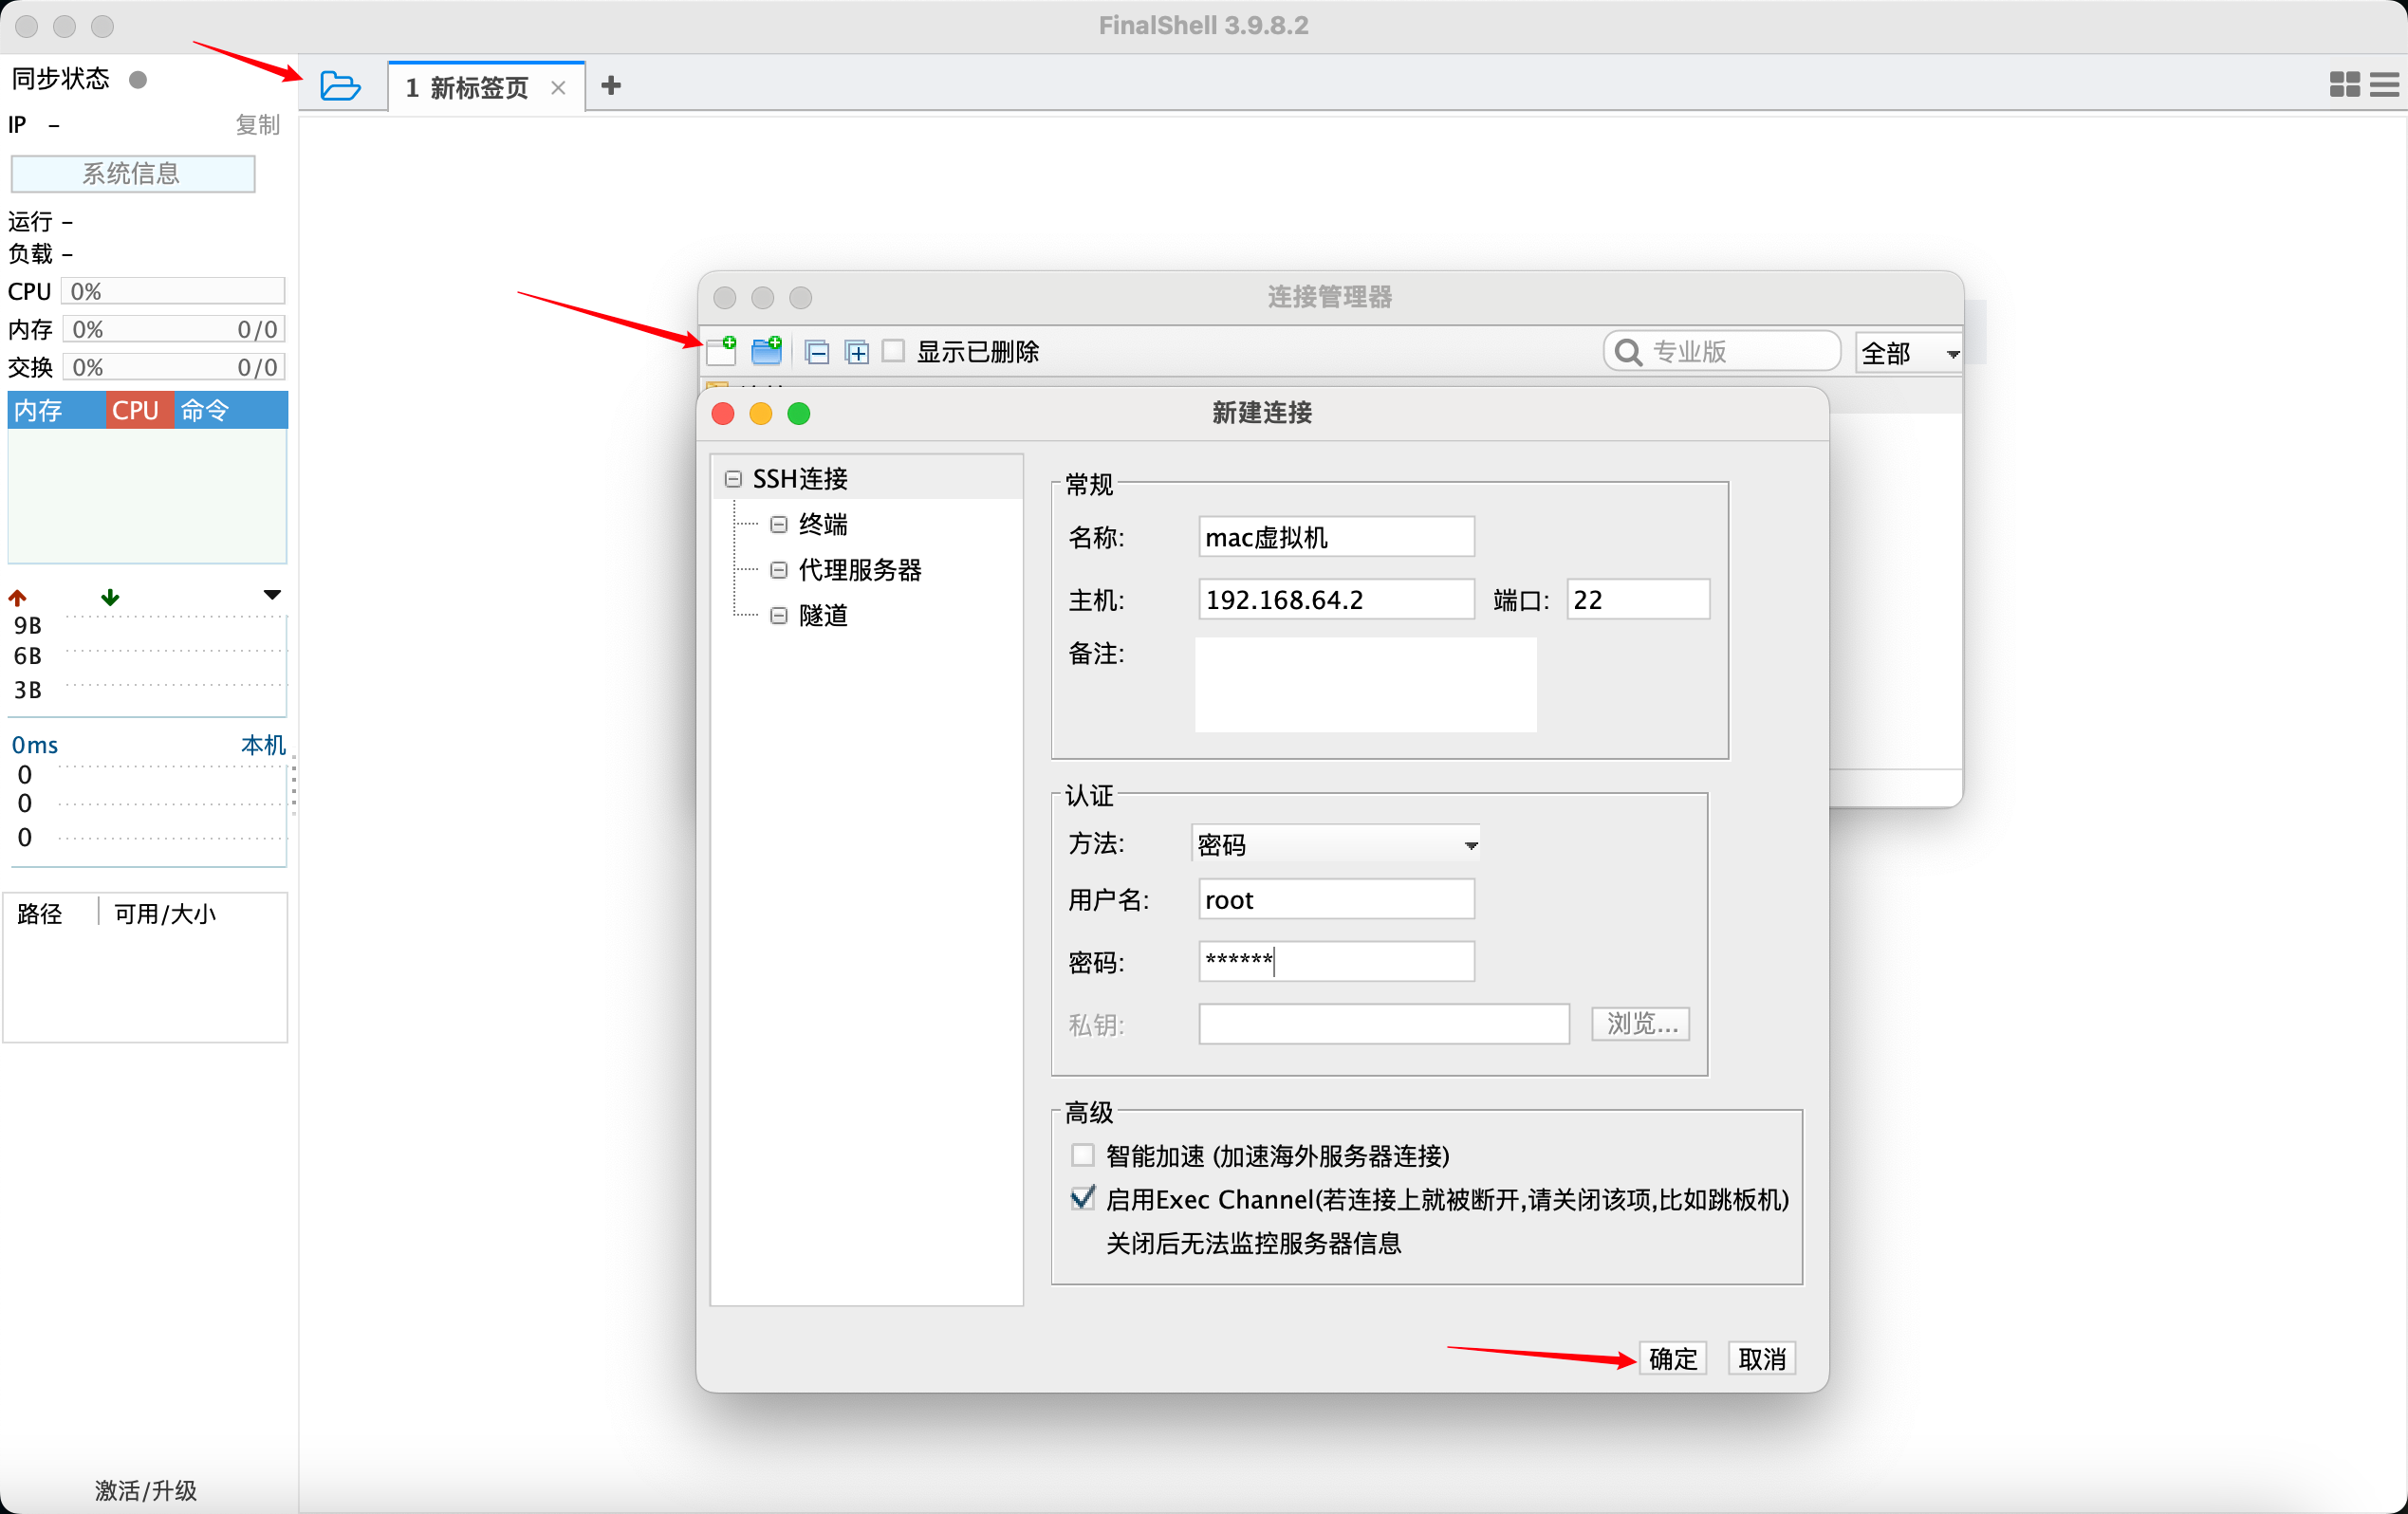 FinalShell 3.9.8.2
同步状态
1 新标签页
IP -
复制
系统信息
运行 -
负载 -
CPU 0%
内存 0% 0/0
交换 0% 0/0
内存 CPU 命令
9B
6B
3B
0ms 本机
0
0
0
路径 可用/大小
激活/升级
连接管理器
显示已删除
专业版
全部
新建连接
SSH连接
终端
代理服务器
隧道
常规
名称: mac虚拟机
主机: 192.168.64.2 端口: 22
备注:
认证
方法: 密码
用户名: root
密码: ******
私钥: 浏览...
高级
智能加速 (加速海外服务器连接)
启用Exec Channel(若连接上就被断开,请关闭该项,比如跳板机)
关闭后无法监控服务器信息
确定 取消